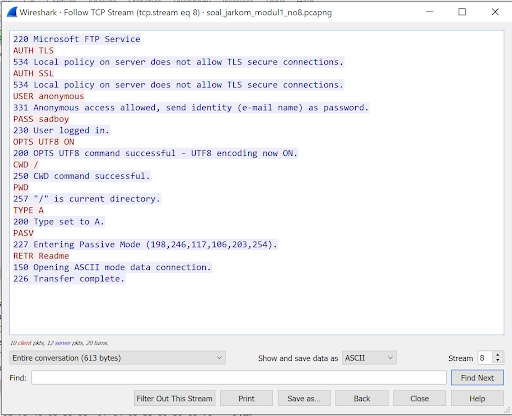 Wireshark · Follow TCP Stream (tcp.stream eq 8) · soal_jarkom_modul1_no8.pcapng
220 Microsoft FTP Service
AUTH TLS
534 Local policy on server does not allow TLS secure connections.
AUTH SSL
534 Local policy on server does not allow TLS secure connections.
USER anonymous
331 Anonymous access allowed, send identity (e-mail name) as password.
PASS sadboy
230 User logged in.
OPTS UTF8 ON
200 OPTS UTF8 command successful - UTF8 encoding now ON.
CWD /
250 CWD command successful.
PWD
257 "/" is current directory.
TYPE A
200 Type set to A.
PASV
227 Entering Passive Mode (198,246,117,106,203,254).
RETR Readme
150 Opening ASCII mode data connection.
226 Transfer complete.
10 client pkts, 12 server pkts, 20 turns.
Entire conversation (613 bytes) Show and save data as ASCII Stream 8
Find: Find Next
Filter Out This Stream Print Save as… Back Close Help